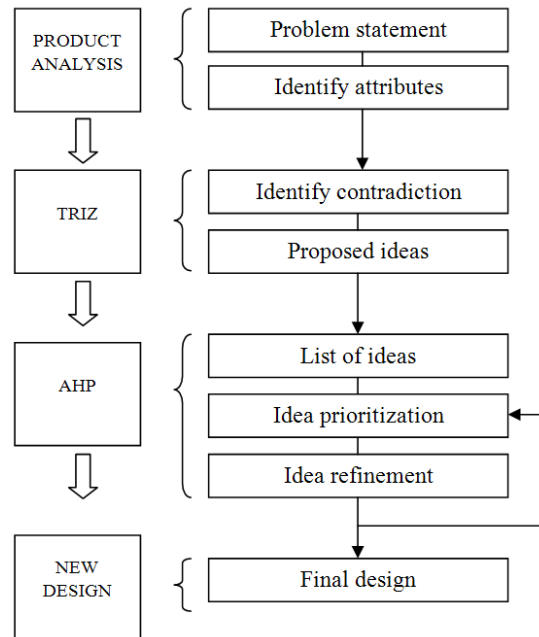 PRODUCT
ANALYSIS
Problem statement
Identify attributes
TRIZ
Identify contradiction
Proposed ideas
AHP
List of ideas
Idea prioritization
Idea refinement
NEW
DESIGN
Final design